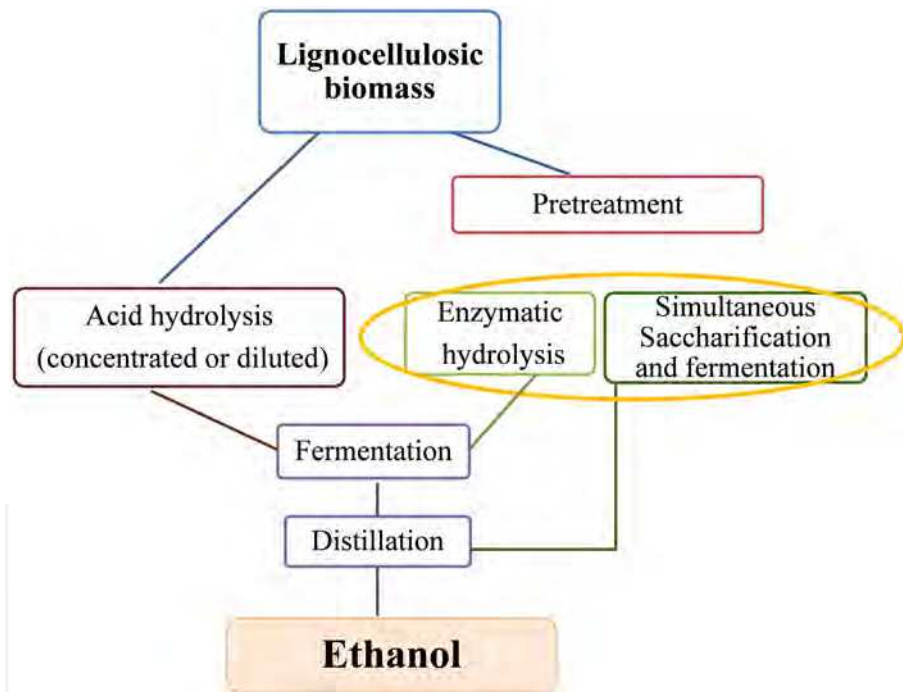 Lignocellulosic
biomass
Pretreatment
Acid hydrolysis
(concentrated or diluted)
Enzymatic
hydrolysis
Simultaneous
Saccharification
and fermentation
Fermentation
Distillation
Ethanol